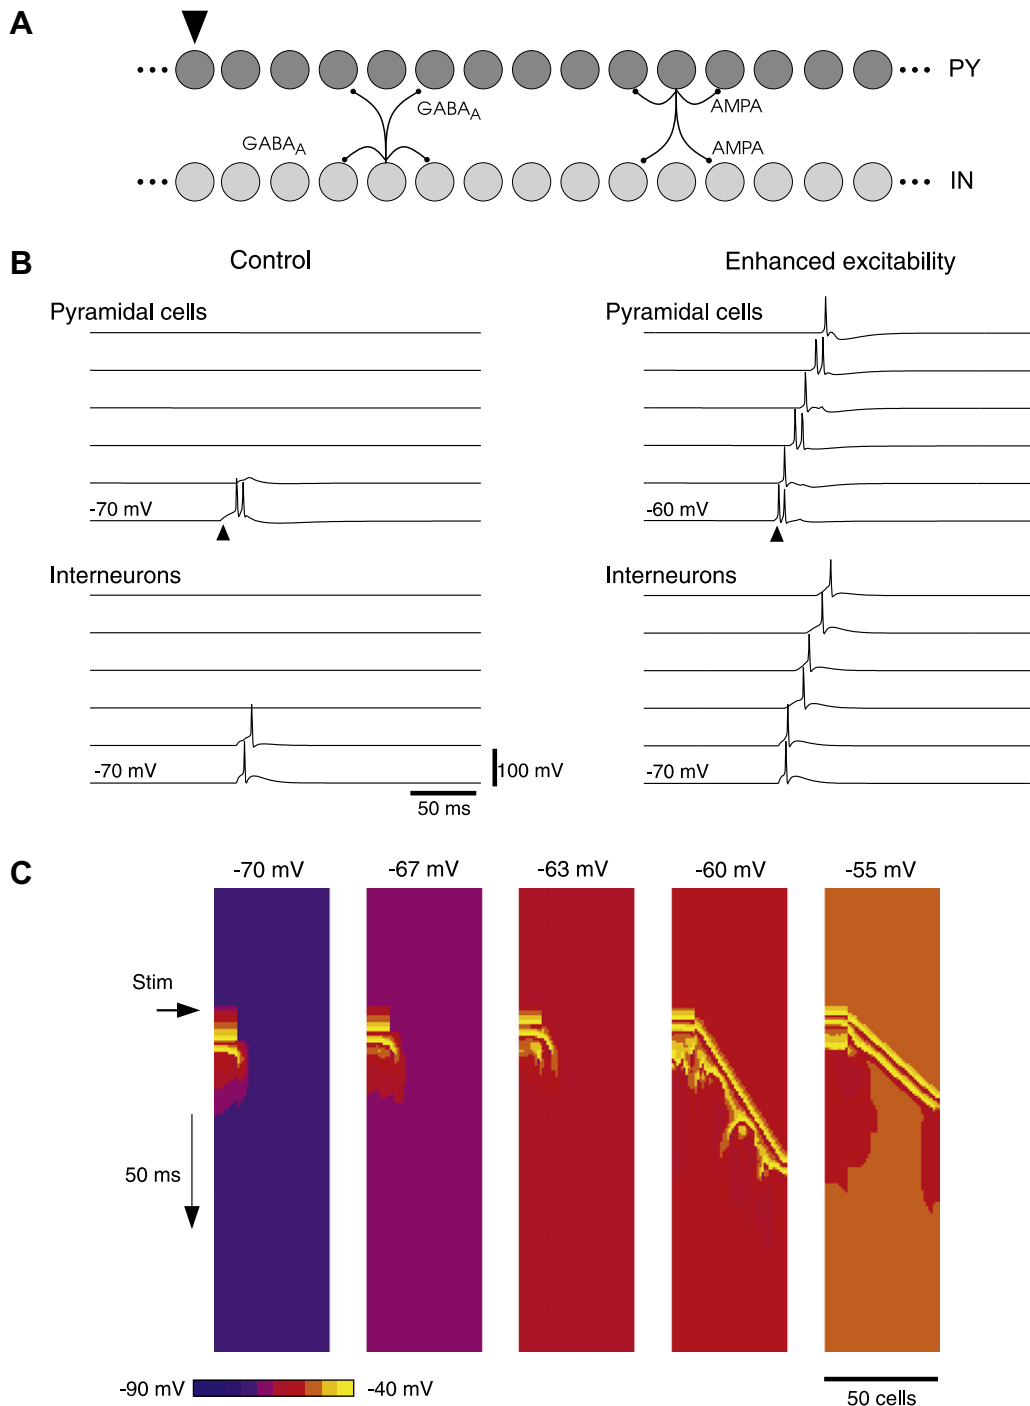 A
PY
GABAA
AMPA
GABAA
AMPA
IN
B
Control
Enhanced excitability
Pyramidal cells
Pyramidal cells
-70 mV
-60 mV
Interneurons
Interneurons
-70 mV
100 mV
-70 mV
50 ms
C
-70 mV
-67 mV
-63 mV
-60 mV
-55 mV
Stim
50 ms
-90 mV
-40 mV
50 cells